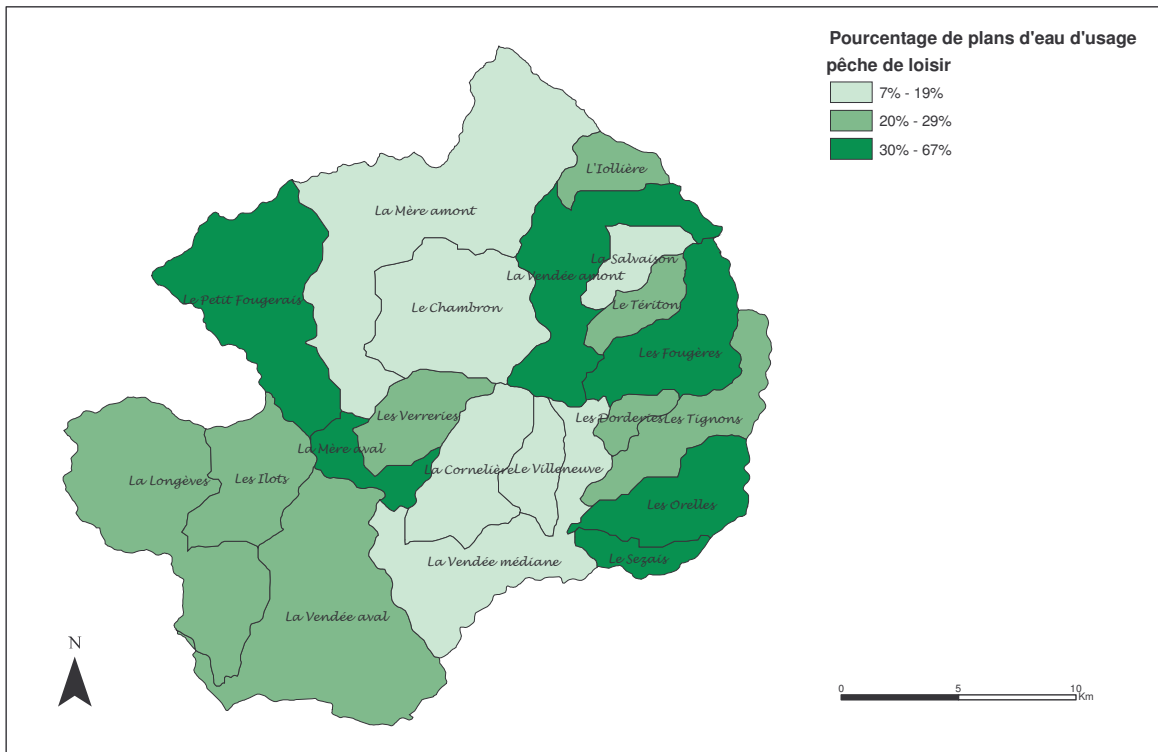 Pourcentage de plans d'eau d'usage
pêche de loisir
7% - 19%
20% - 29%
30% - 67%
L'Iollière
La Mère amont
La Salvaison
La Vendée amont
Le Petit Fougerais
Le Chambron
Le Tériton
Les Fougères
Les Verreries
Les Dorderies
Les Tignons
La Mère aval
La Cornelière
Le Villeneuve
La Longèves
Les Ilots
Les Orelles
La Vendée médiane
Le Sezais
La Vendée aval
N
0 5 10
Km